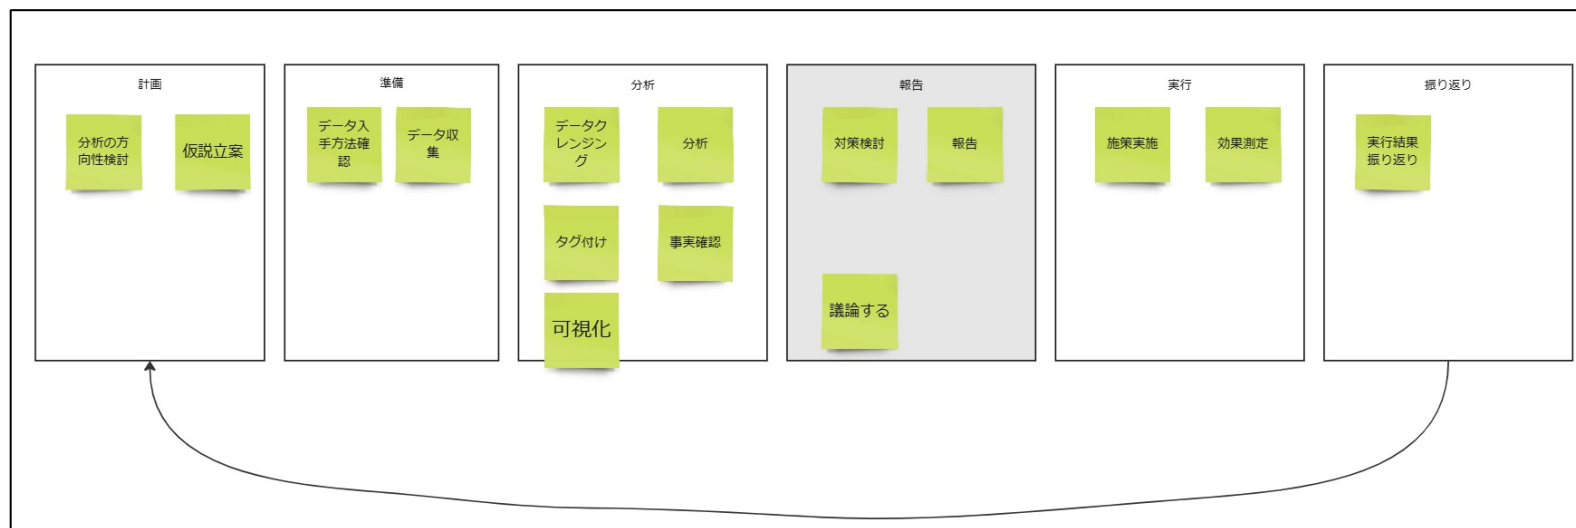 計画
分析の方
向性検討
仮説立案
準備
データ入
手方法確
認
データ収
集
分析
データク
レンジン
グ
分析
タグ付け
事実確認
可視化
報告
対策検討
報告
議論する
実行
施策実施
効果測定
振り返り
実行結果
振り返り